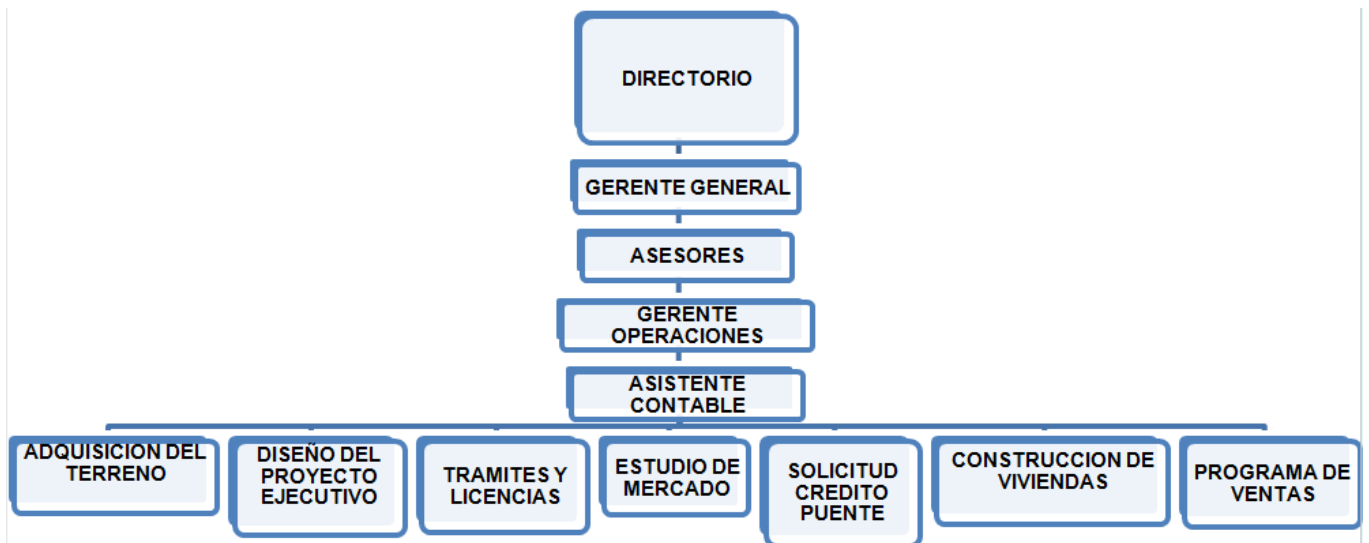 DIRECTORIO
GERENTE GENERAL
ASESORES
GERENTE
OPERACIONES
ASISTENTE
CONTABLE
ADQUISICION DEL
TERRENO
DISEÑO DEL
PROYECTO
EJECUTIVO
TRAMITES Y
LICENCIAS
ESTUDIO DE
MERCADO
SOLICITUD
CREDITO
PUENTE
CONSTRUCCION DE
VIVIENDAS
PROGRAMA DE
VENTAS